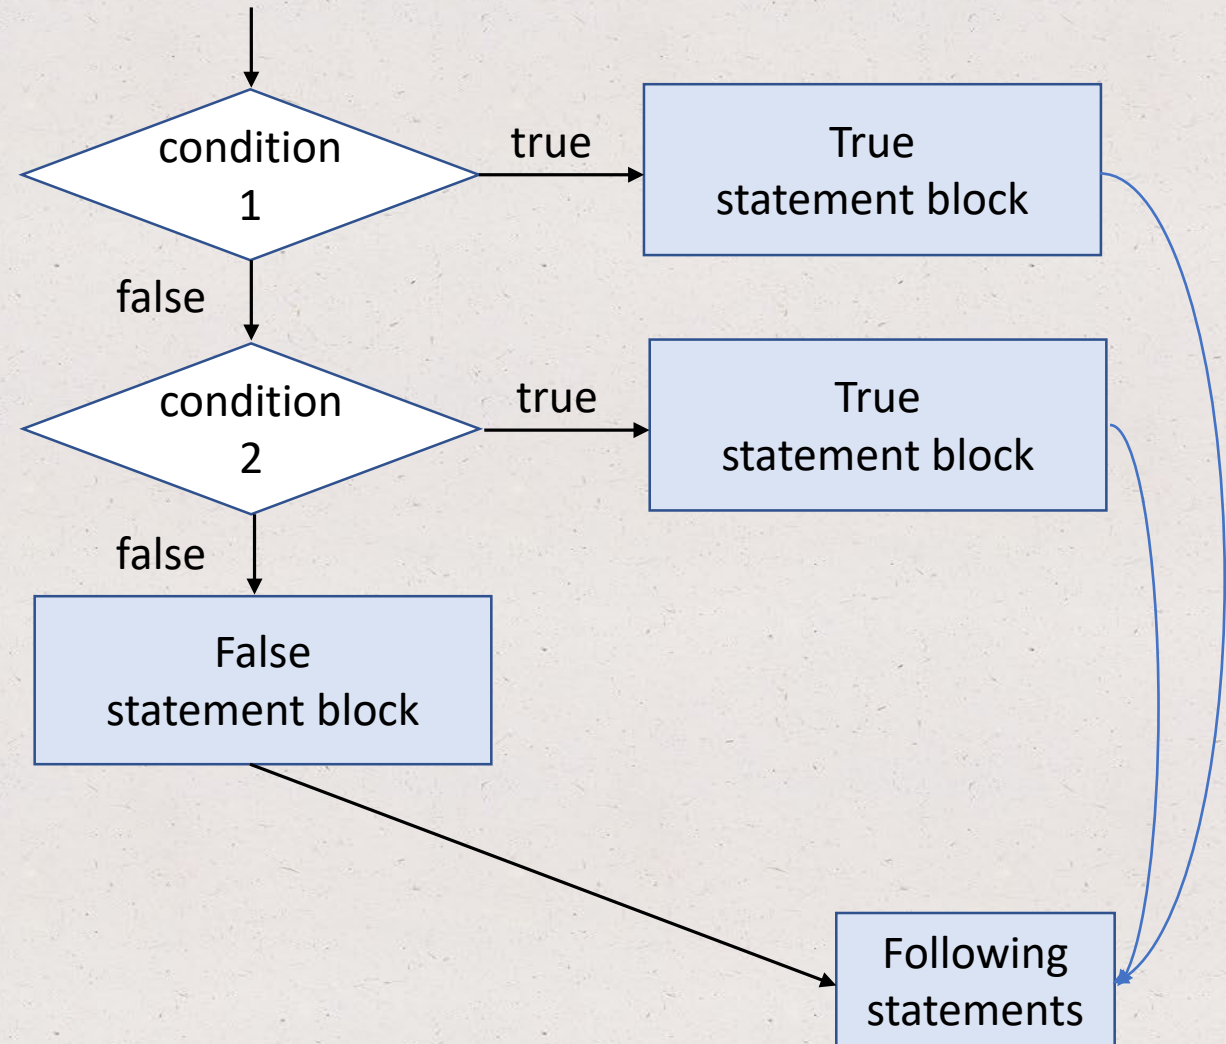 condition
1
true
True
statement block
false
condition
2
true
True
statement block
false
False
statement block
Following
statements